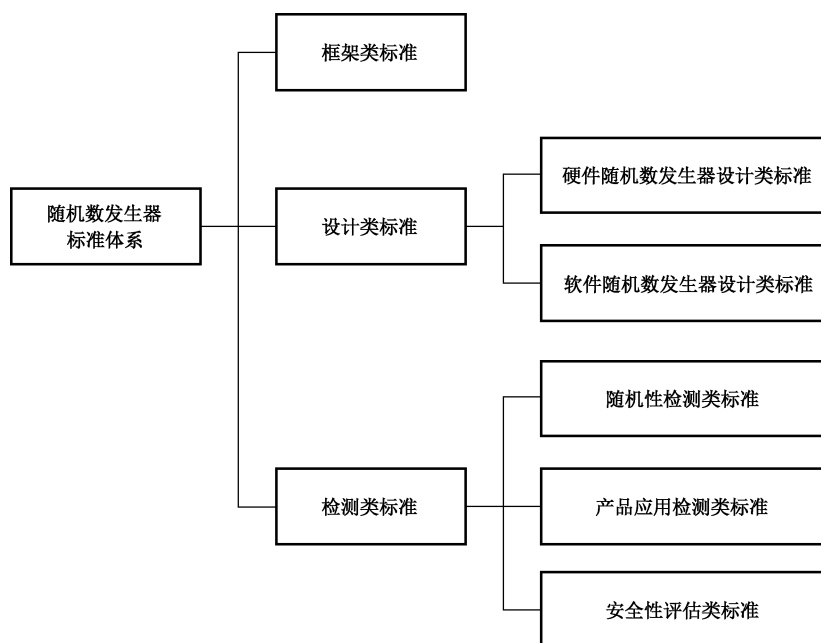 随机数发生器
标准体系
框架类标准
设计类标准
硬件随机数发生器设计类标准
软件随机数发生器设计类标准
检测类标准
随机性检测类标准
产品应用检测类标准
安全性评估类标准